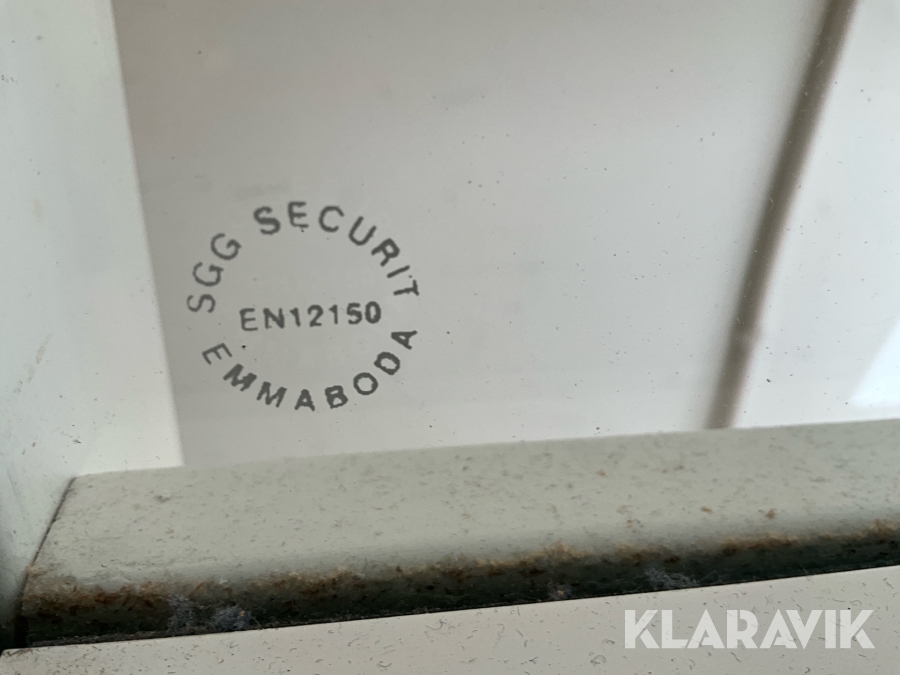 SGG SECURIT
EN12150
EMMABODA
KLARAVIK